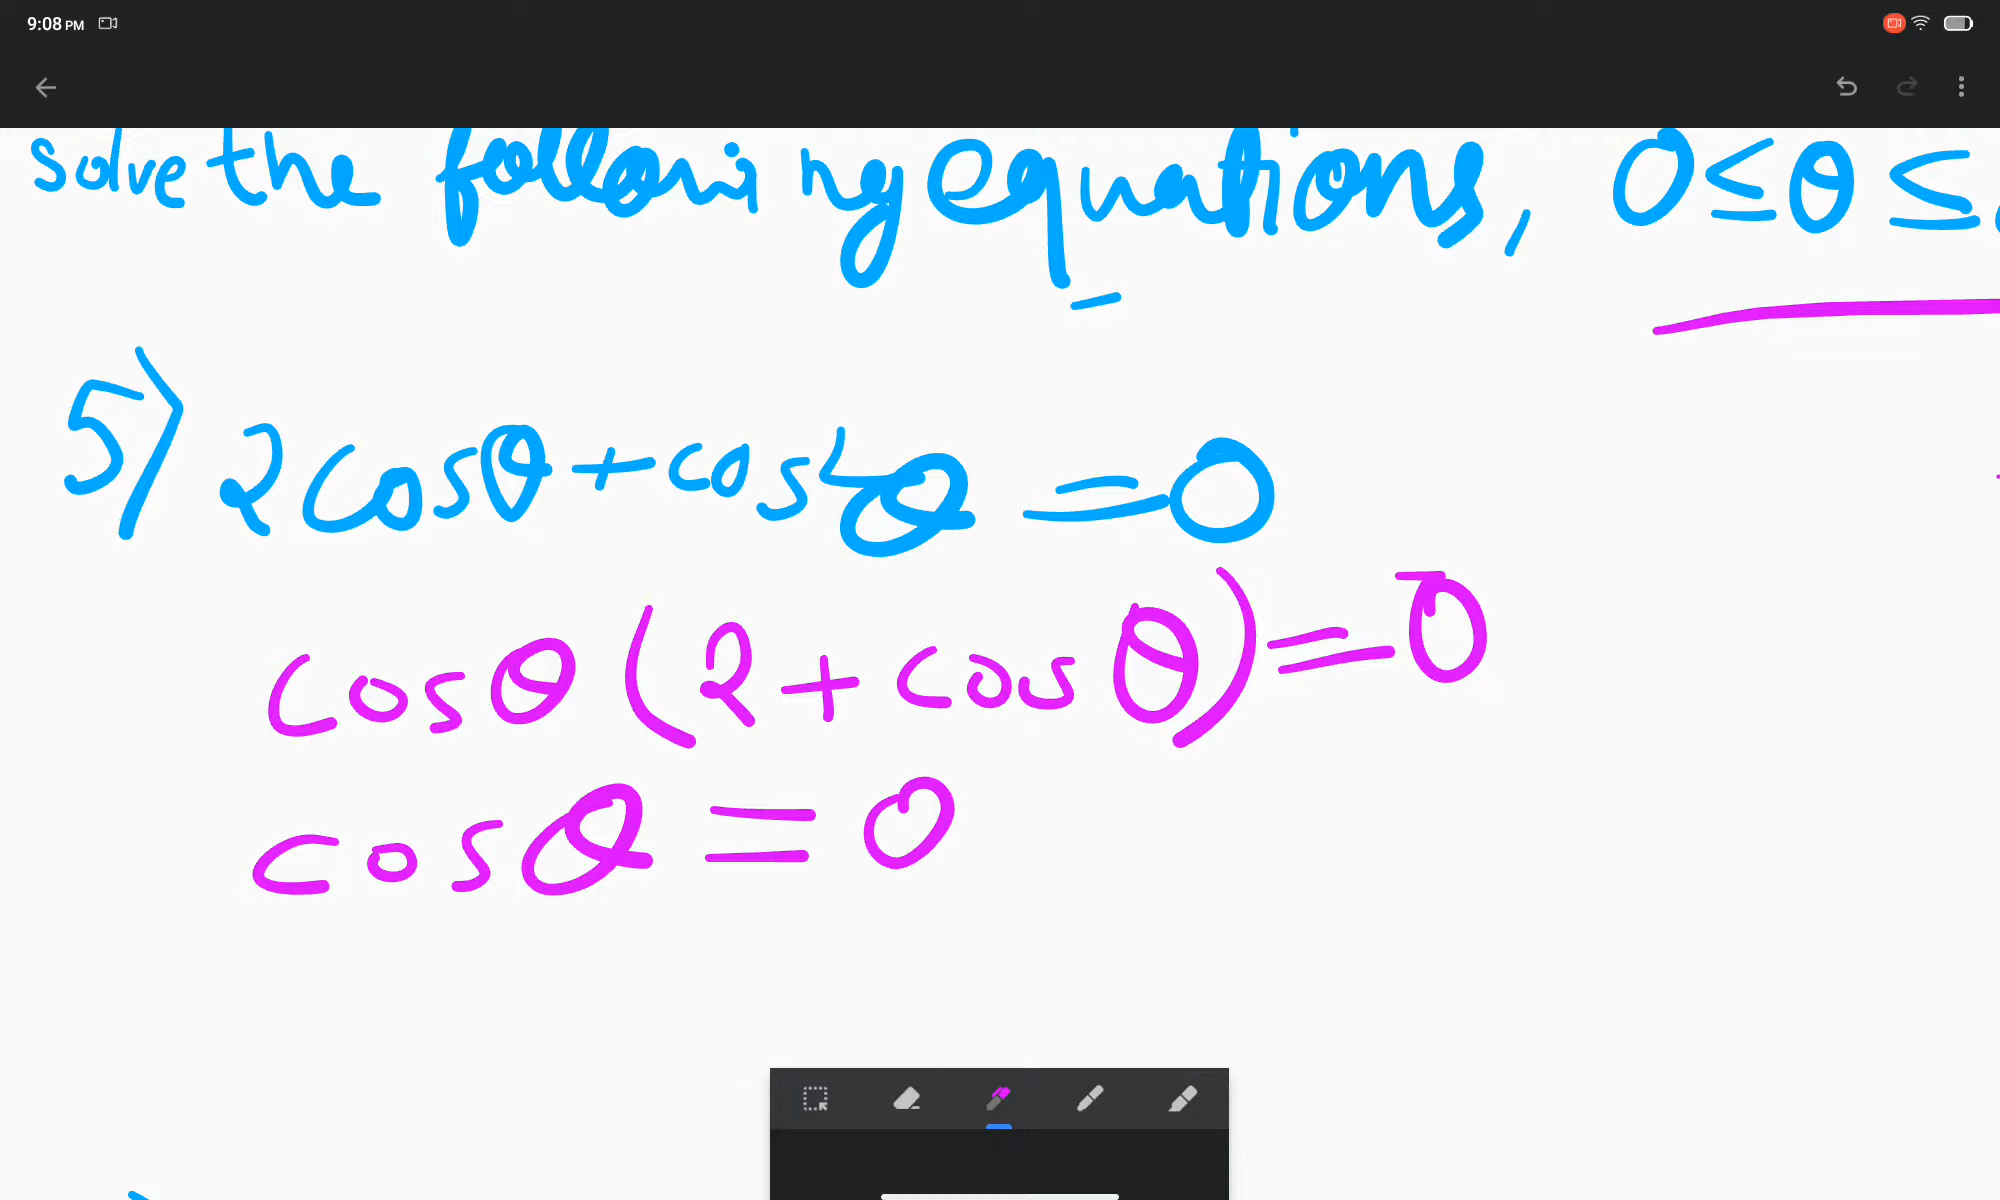 9:08 PM
solve the following equations, 0≤θ≤
5) 2cosθ+cos²θ=0
cosθ(2+cosθ)=0
cosθ=0